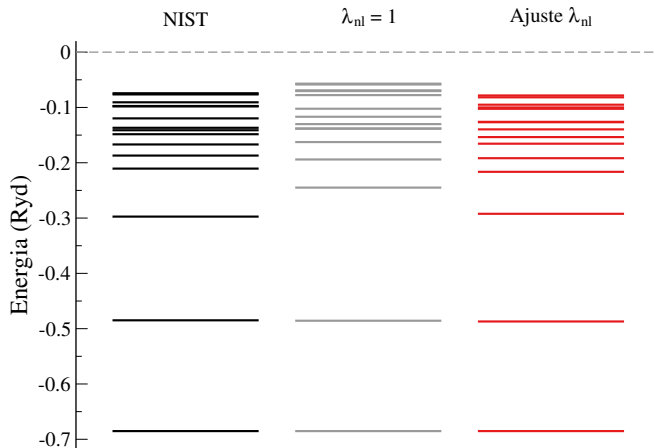 NIST
λnl = 1
Ajuste λnl
0
-0.1
-0.2
-0.3
-0.4
-0.5
-0.6
-0.7
Energia (Ryd)